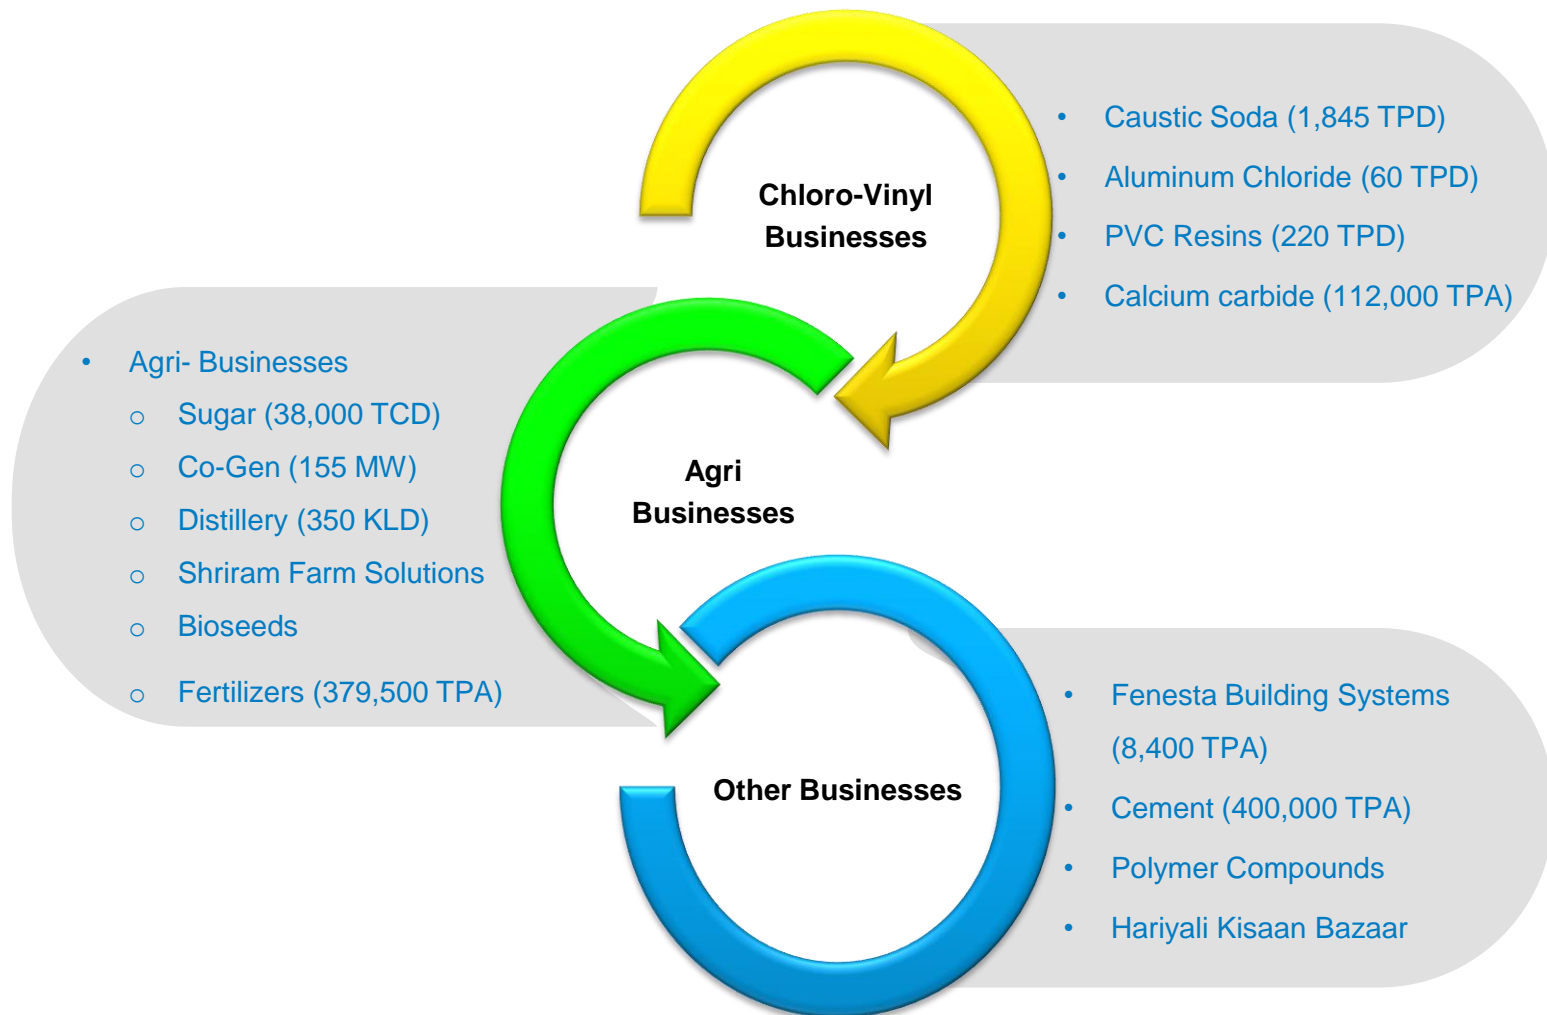 Chloro-Vinyl
Businesses
• Caustic Soda (1,845 TPD)
• Aluminum Chloride (60 TPD)
• PVC Resins (220 TPD)
• Calcium carbide (112,000 TPA)
• Agri- Businesses
o Sugar (38,000 TCD)
o Co-Gen (155 MW)
o Distillery (350 KLD)
o Shriram Farm Solutions
o Bioseeds
o Fertilizers (379,500 TPA)
Agri
Businesses
Other Businesses
• Fenesta Building Systems
(8,400 TPA)
• Cement (400,000 TPA)
• Polymer Compounds
• Hariyali Kisaan Bazaar